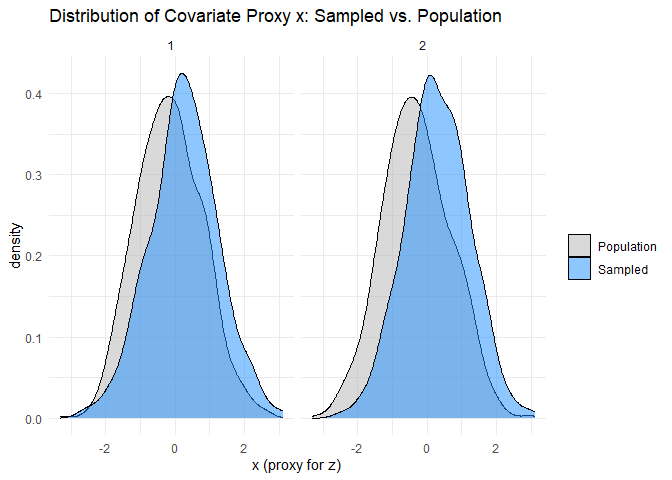 Distribution of Covariate Proxy x: Sampled vs. Population
1
2
density
0.4
0.3
0.2
0.1
0.0
-2
0
2
-2
0
2
x (proxy for z)
Population
Sampled